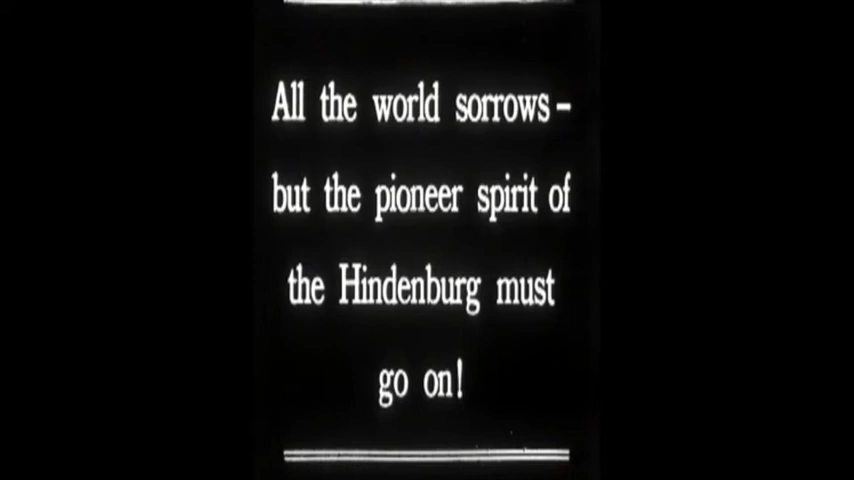 All the world sorrows –
but the pioneer spirit of
the Hindenburg must
go on!